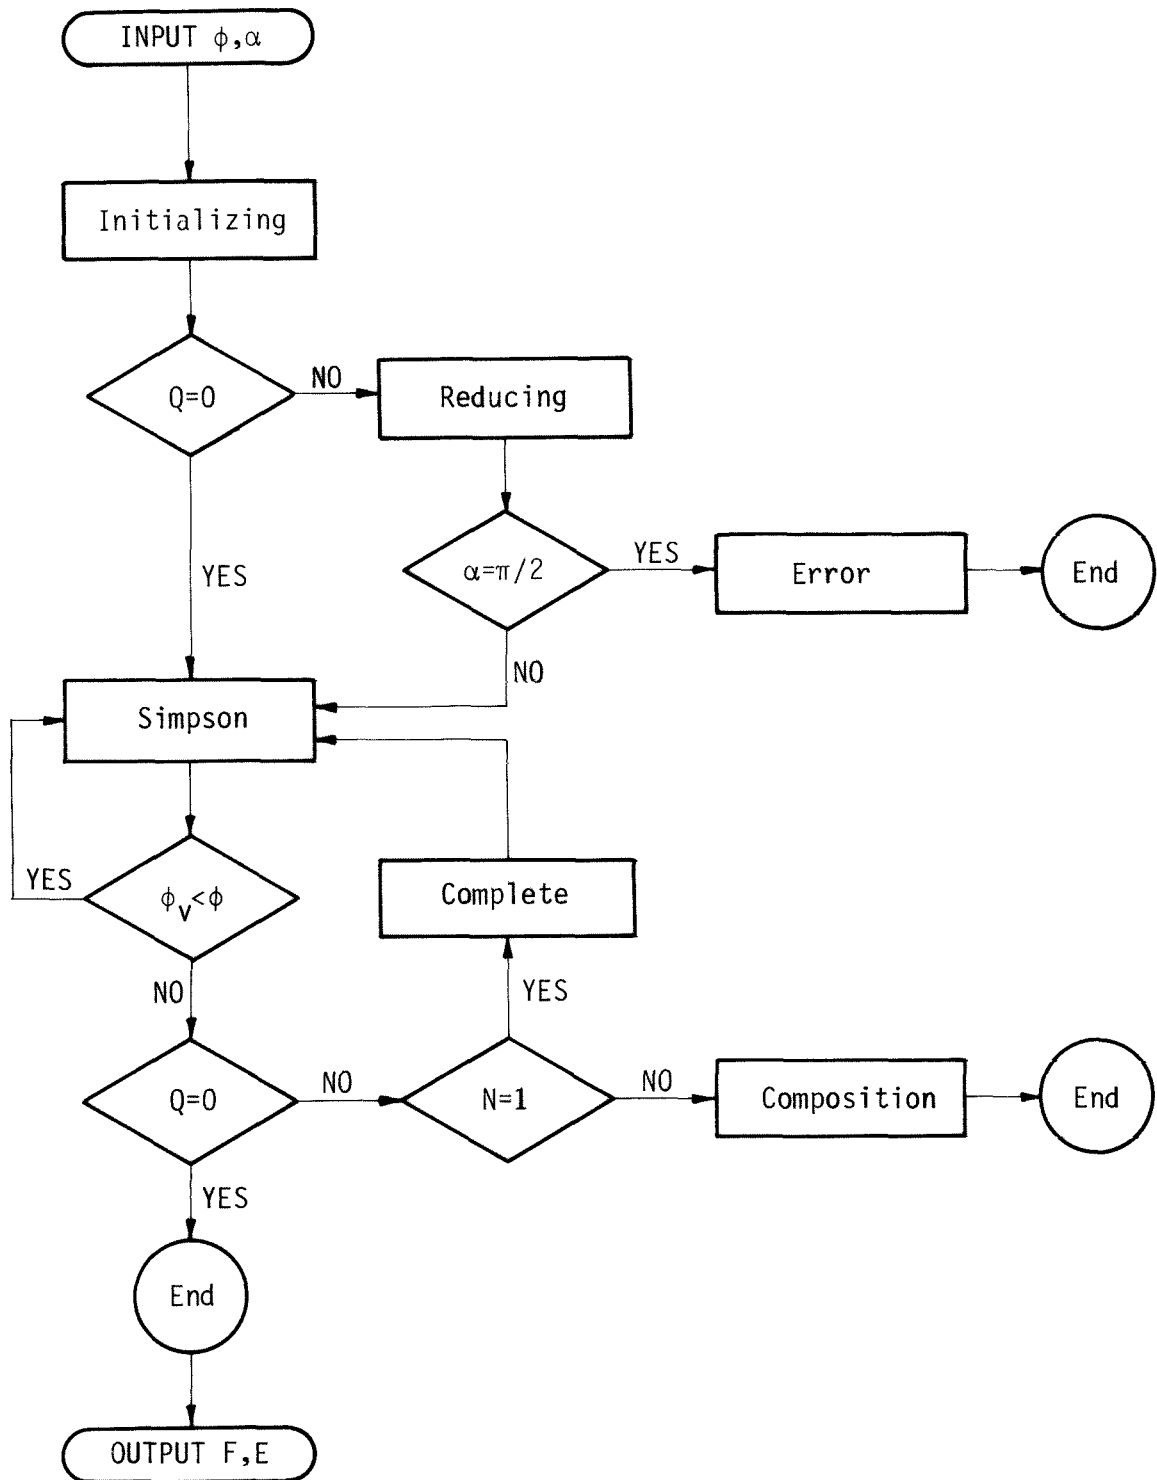 INPUT ϕ,α
Initializing
Q=0
NO
Reducing
YES
α=π/2
YES
Error
End
NO
Simpson
YES
ϕv<ϕ
Complete
NO
YES
Q=0
NO
N=1
NO
Composition
End
YES
End
OUTPUT F,E